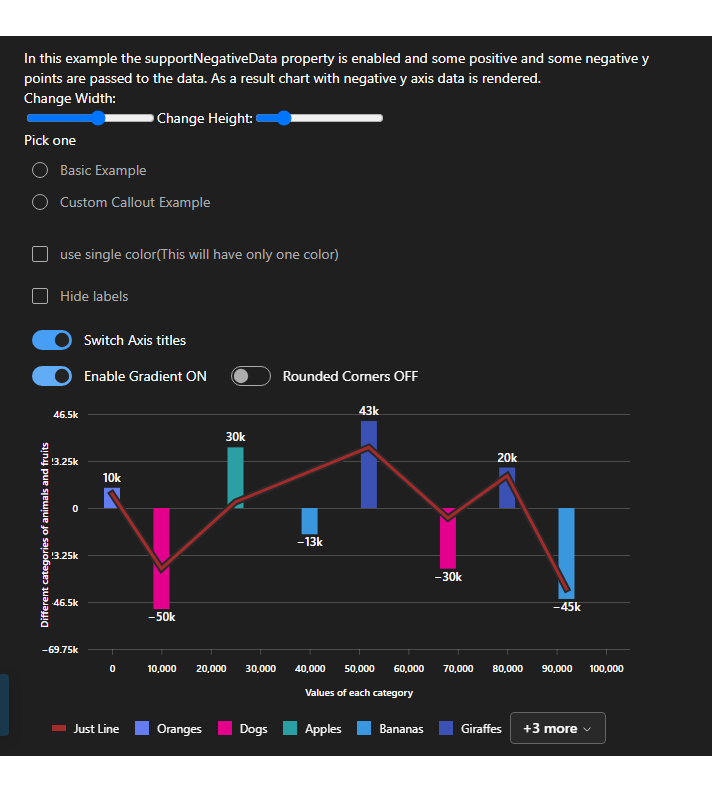 In this example the supportNegativeData property is enabled and some positive and some negative y
points are passed to the data. As a result chart with negative y axis data is rendered.
Change Width:
Change Height:
Pick one
Basic Example
Custom Callout Example
use single color(This will have only one color)
Hide labels
Switch Axis titles
Enable Gradient ON Rounded Corners OFF
43k
46.5k
30k
20k
3.25k
10k
0
−13k
3.25k
−30k
−46.5k
−45k
−50k
−69.75k
Different categories of animals and fruits
0 10,000 20,000 30,000 40,000 50,000 60,000 70,000 80,000 90,000 100,000
Values of each category
Just Line Oranges Dogs Apples Bananas Giraffes +3 more